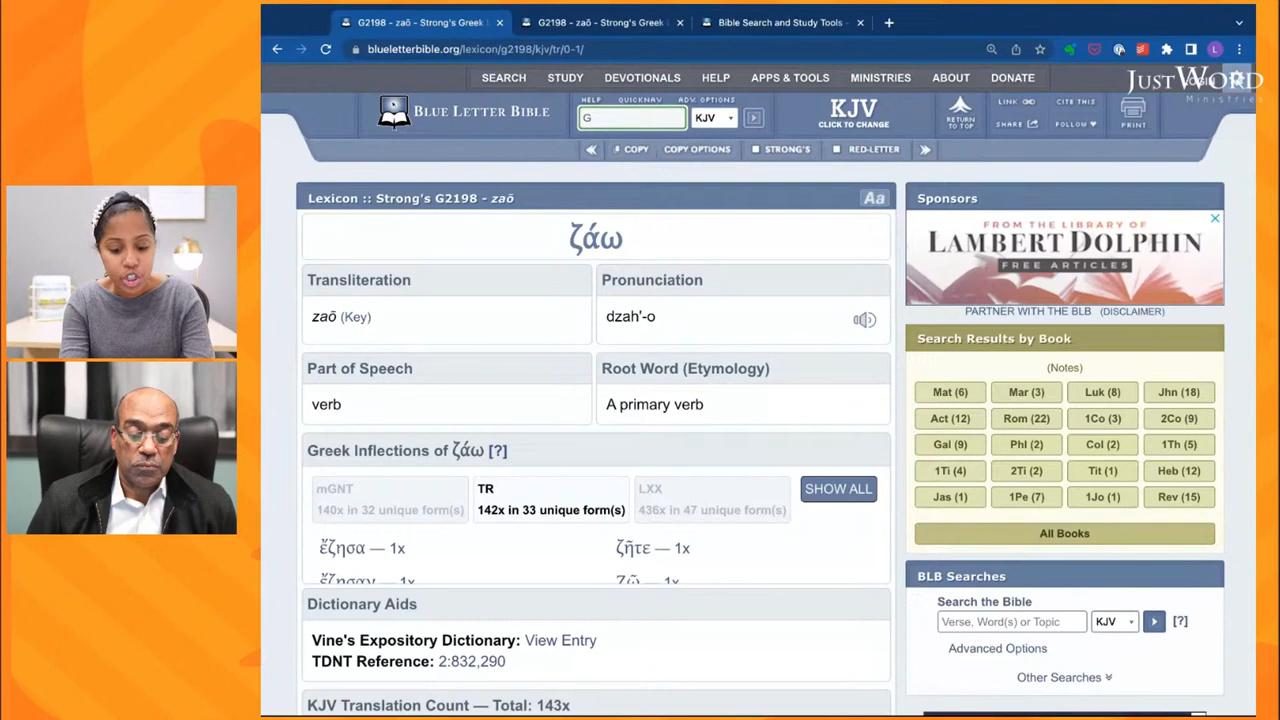 G2198 - zaō - Strong's Greek L
G2198 - zaō - Strong's Greek
Bible Search and Study Tools -
blueletterbible.org/lexicon/g2198/kjv/tr/0-1/
L
SEARCH STUDY DEVOTIONALS HELP APPS & TOOLS MINISTRIES ABOUT DONATE
JUSTWORD
Ministries
BLUE LETTER BIBLE
HELP QUICKNAV ADV. OPTIONS
G
KJV
KJV
CLICK TO CHANGE
RETURN
TO TOP
LINK CITE THIS
SHARE FOLLOW
PRINT
COPY COPY OPTIONS STRONG'S RED-LETTER
Lexicon :: Strong's G2198 - zaō
Aa
ζάω
Transliteration
zaō (Key)
Pronunciation
dzah'-o
Part of Speech
verb
Root Word (Etymology)
A primary verb
Greek Inflections of ζάω [?]
mGNT
140x in 32 unique form(s)
TR
142x in 33 unique form(s)
LXX
436x in 47 unique form(s)
SHOW ALL
ἔζησα — 1x
ζῆτε — 1x
ἔζησαν — 1x
Ζῶ — 1x
Dictionary Aids
Vine's Expository Dictionary: View Entry
TDNT Reference: 2:832,290
KJV Translation Count — Total: 143x
Sponsors
FROM THE LIBRARY OF
LAMBERT DOLPHIN
FREE ARTICLES
PARTNER WITH THE BLB (DISCLAIMER)
Search Results by Book
(Notes)
Mat (6) Mar (3) Luk (8) Jhn (18)
Act (12) Rom (22) 1Co (3) 2Co (9)
Gal (9) Phl (2) Col (2) 1Th (5)
1Ti (4) 2Ti (2) Tit (1) Heb (12)
Jas (1) 1Pe (7) 1Jo (1) Rev (15)
All Books
BLB Searches
Search the Bible
Verse, Word(s) or Topic
KJV
[?]
Advanced Options
Other Searches